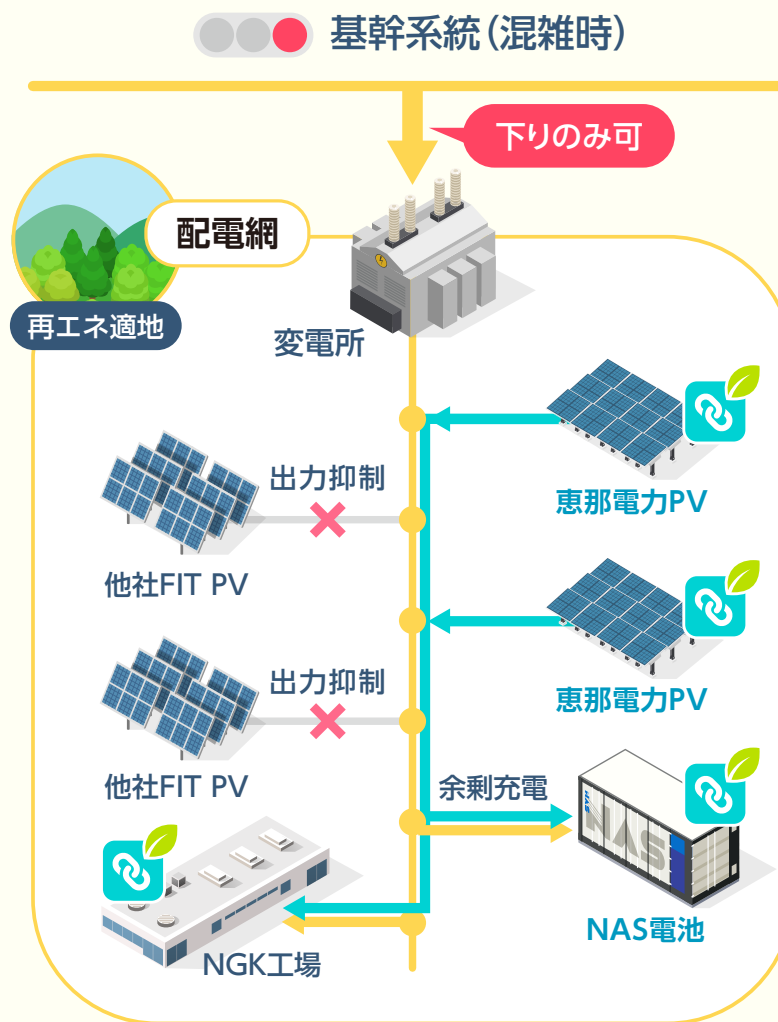 基幹系統(混雑時)
下りのみ可
配電網
再エネ適地
変電所
恵那電力PV
出力抑制
他社FIT PV
恵那電力PV
出力抑制
他社FIT PV
余剰充電
NAS
NAS
NAS電池
NGK工場